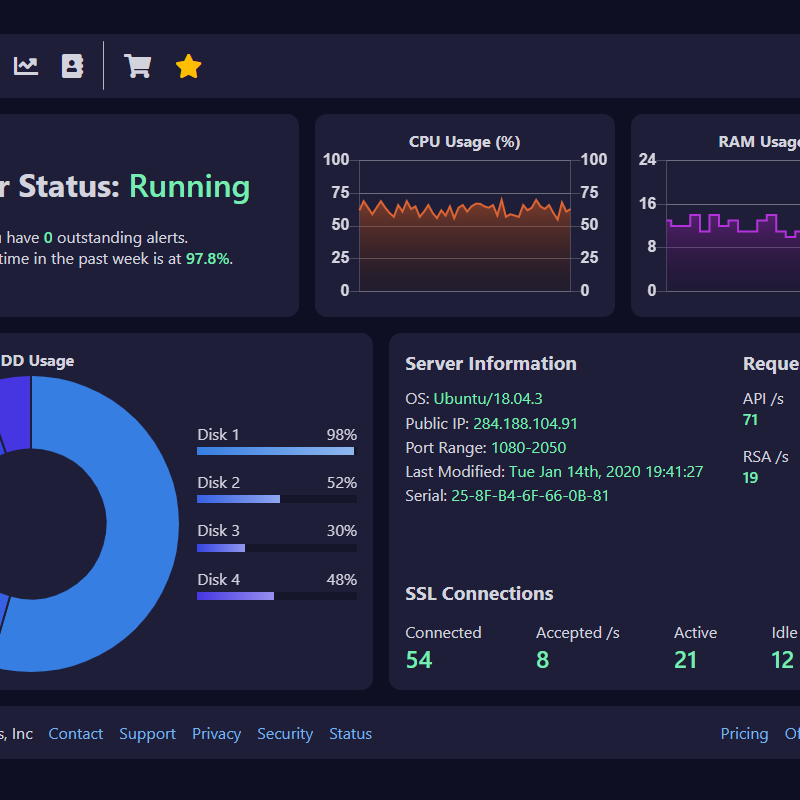 r Status: Running
have 0 outstanding alerts.
time in the past week is at 97.8%.
CPU Usage (%)
100 100
75 75
50 50
25 25
0 0
RAM Usage
24
16
8
0
DD Usage
Disk 1 98%
Disk 2 52%
Disk 3 30%
Disk 4 48%
Server Information
OS: Ubuntu/18.04.3
Public IP: 284.188.104.91
Port Range: 1080-2050
Last Modified: Tue Jan 14th, 2020 19:41:27
Serial: 25-8F-B4-6F-66-0B-81
Reque
API /s
71
RSA /s
19
SSL Connections
Connected Accepted /s Active Idle
54 8 21 12
s, Inc Contact Support Privacy Security Status
Pricing Of